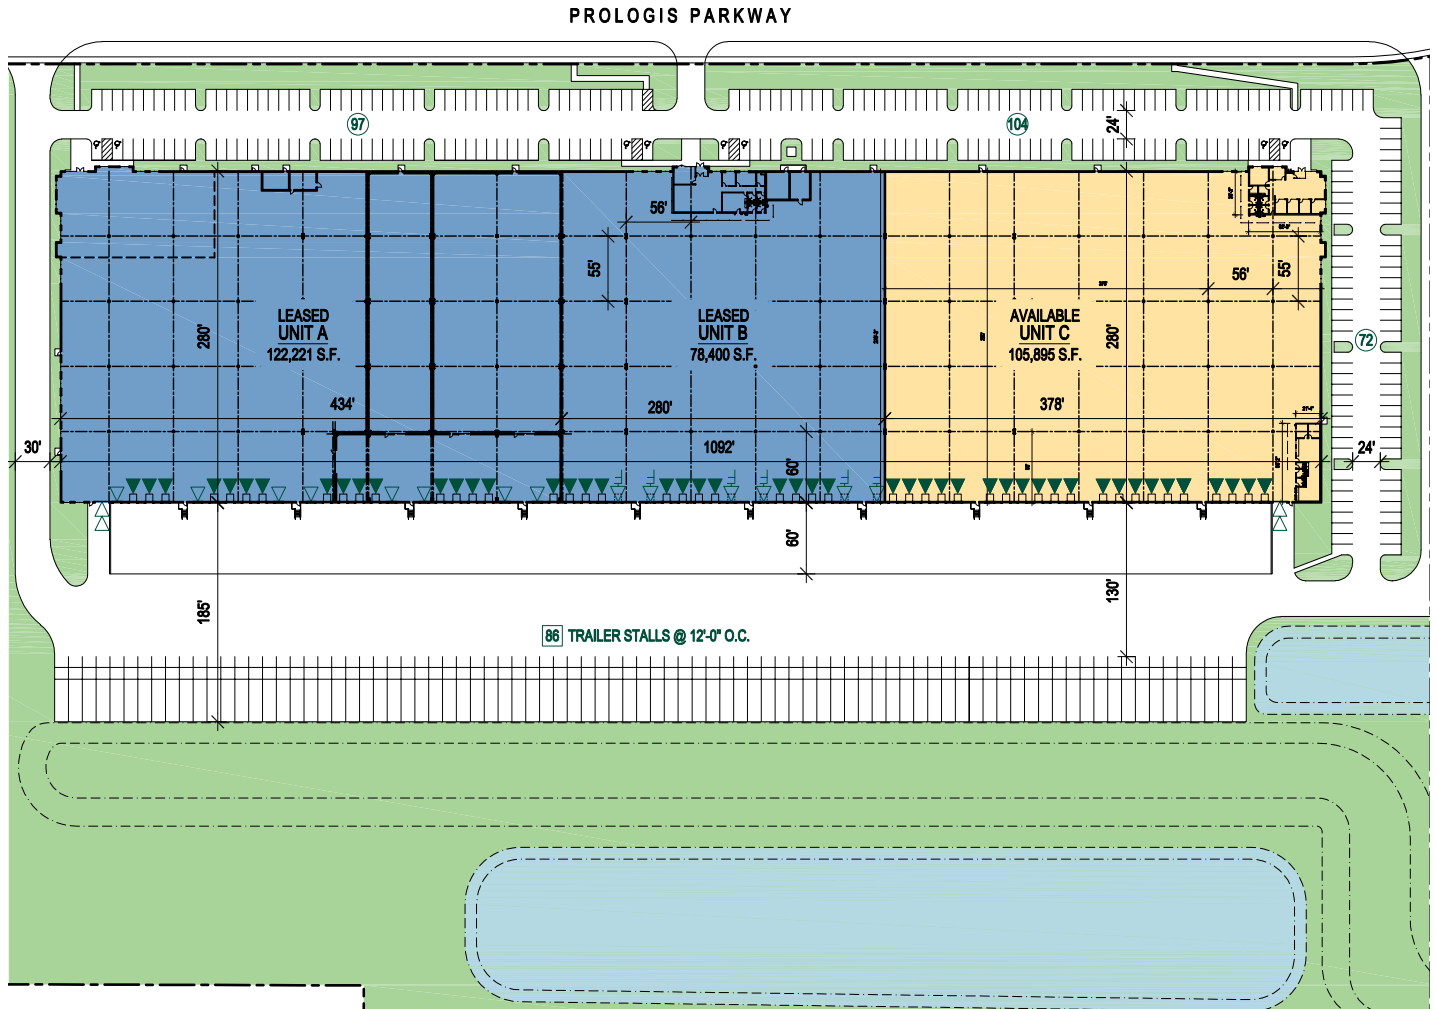 PROLOGIS PARKWAY
97
104
24'
56'
55'
56'
55'
LEASED
UNIT A
122,221 S.F.
280'
LEASED
UNIT B
78,400 S.F.
AVAILABLE
UNIT C
105,895 S.F.
280'
72
434'
280'
378'
30'
1092'
24'
60'
60'
185'
130'
86 TRAILER STALLS @ 12'-0" O.C.